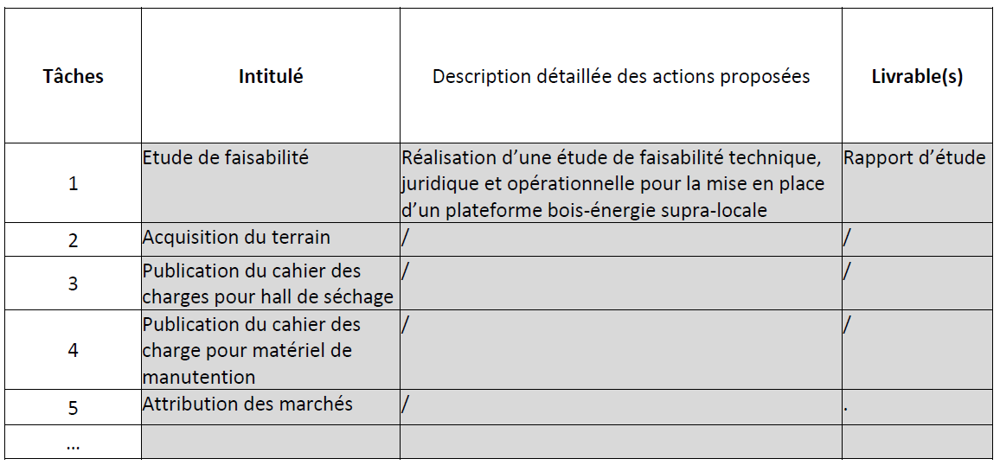 Tâches Intitulé Description détaillée des actions proposées Livrable(s)
1 Etude de faisabilité Réalisation d’une étude de faisabilité technique, Rapport d’étude
juridique et opérationnelle pour la mise en place
d’un plateforme bois-énergie supra-locale
2 Acquisition du terrain / /
3 Publication du cahier des / /
charges pour hall de séchage
4 Publication du cahier des / /
charge pour matériel de
manutention
5 Attribution des marchés / .
...